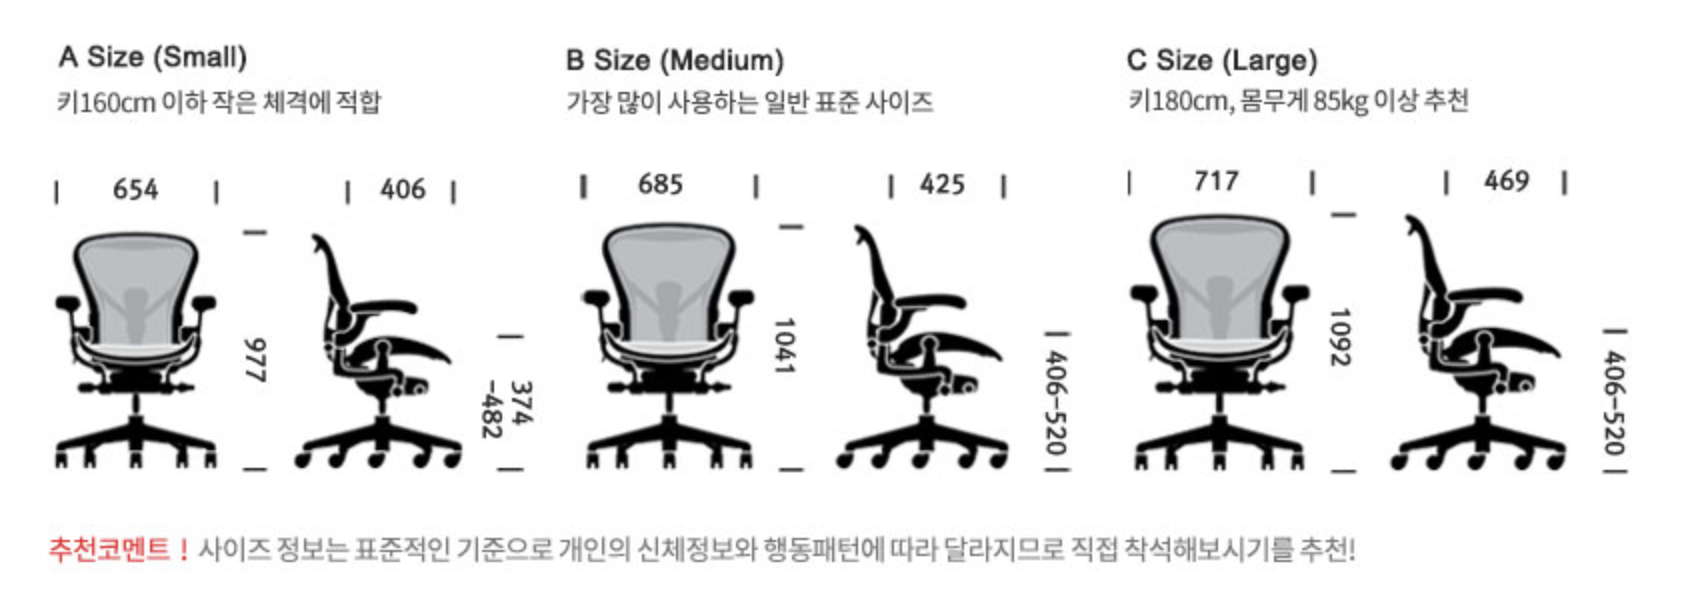 A Size (Small)
키160cm 이하 작은 체격에 적합
654
406
977
374
-482
B Size (Medium)
가장 많이 사용하는 일반 표준 사이즈
685
425
1041
406-520
C Size (Large)
키180cm, 몸무게 85kg 이상 추천
717
469
1092
406-520
추천코멘트 ! 사이즈 정보는 표준적인 기준으로 개인의 신체정보와 행동패턴에 따라 달라지므로 직접 착석해보시기를 추천!